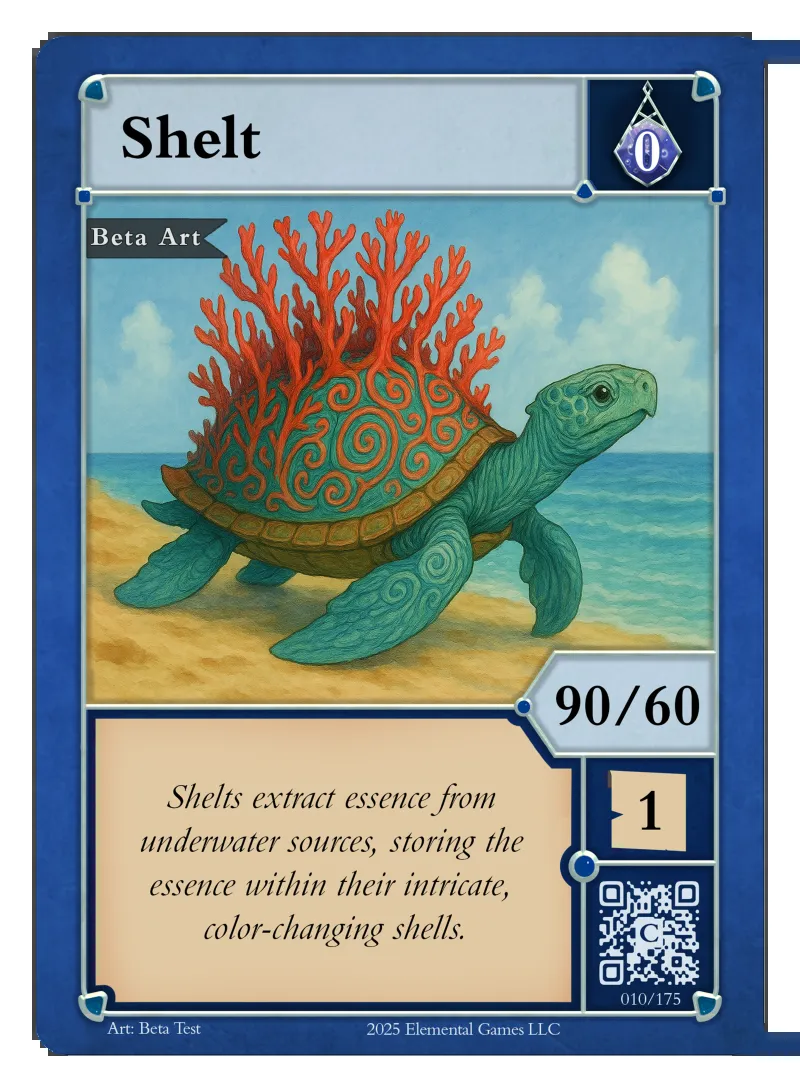 Shelt
0
Beta Art
90/60
Shelts extract essence from
underwater sources, storing the
essence within their intricate,
color-changing shells.
1
C
010/175
Art: Beta Test
2025 Elemental Games LLC